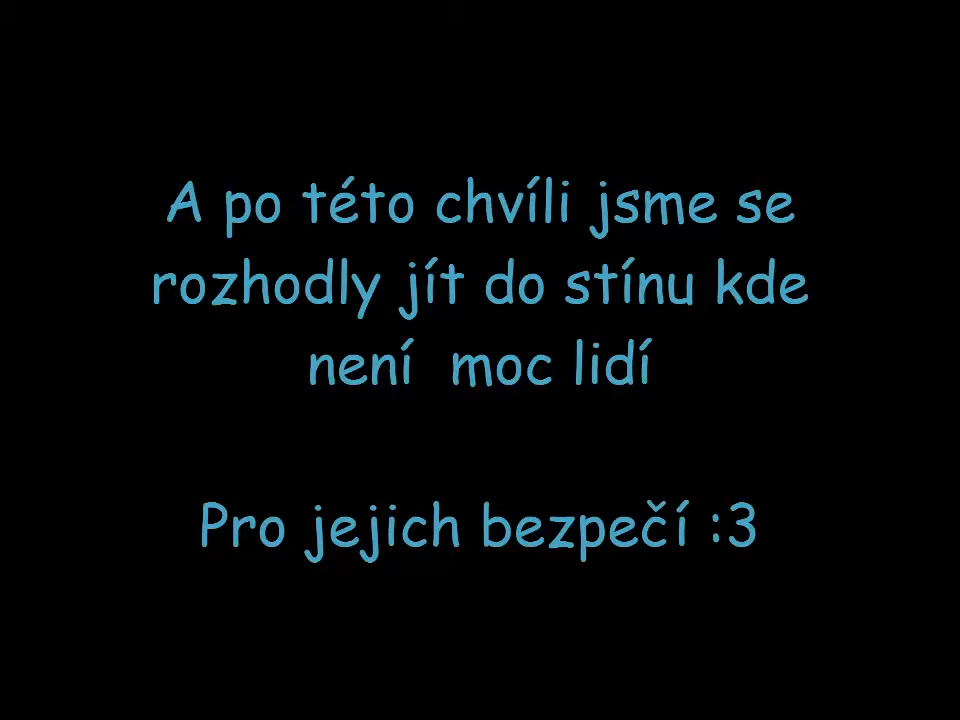 A po této chvíli jsme se
rozhodly jít do stínu kde
není  moc lidí
Pro jejich bezpečí :3